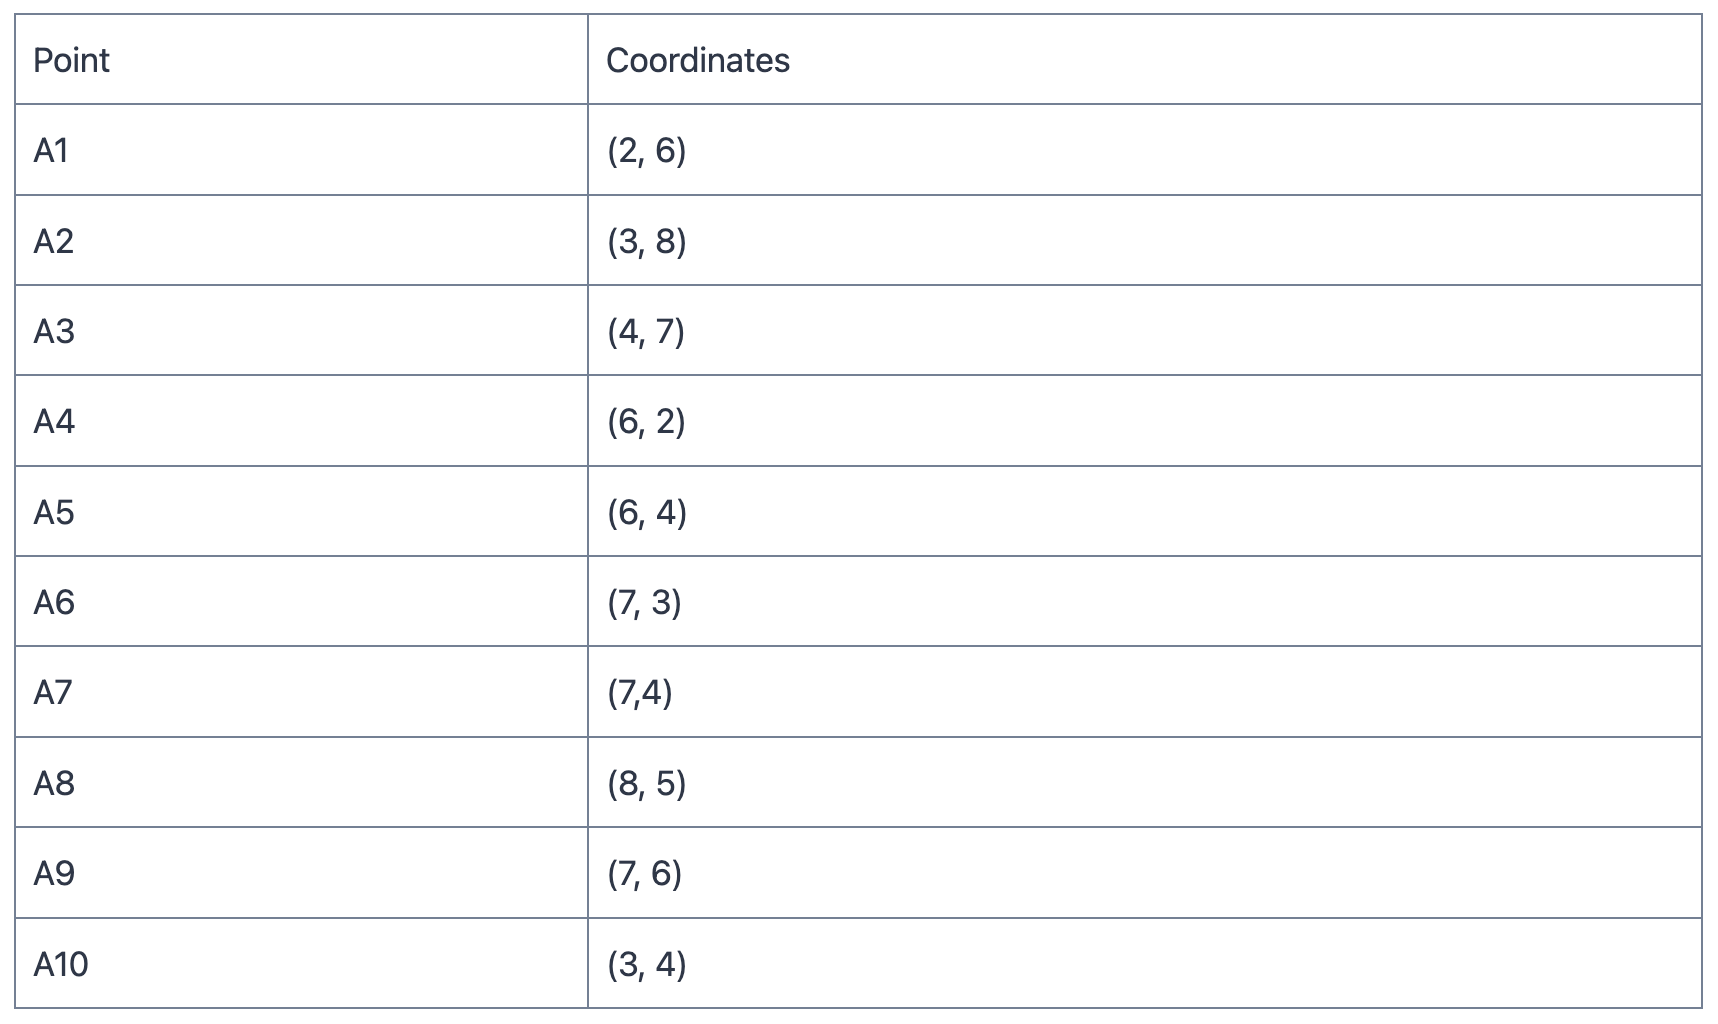 Point Coordinates
A1 (2, 6)
A2 (3, 8)
A3 (4, 7)
A4 (6, 2)
A5 (6, 4)
A6 (7, 3)
A7 (7,4)
A8 (8, 5)
A9 (7, 6)
A10 (3, 4)